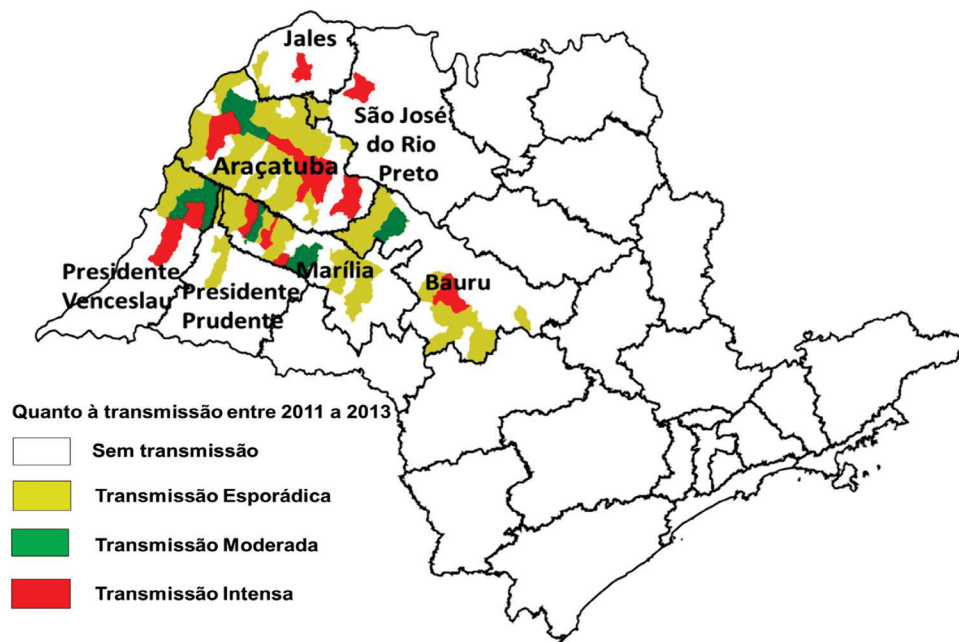 Jales
São José
do Rio
Preto
Araçatuba
Presidente
Venceslau
Presidente
Prudente
Marília
Bauru
Quanto à transmissão entre 2011 a 2013
Sem transmissão
Transmissão Esporádica
Transmissão Moderada
Transmissão Intensa